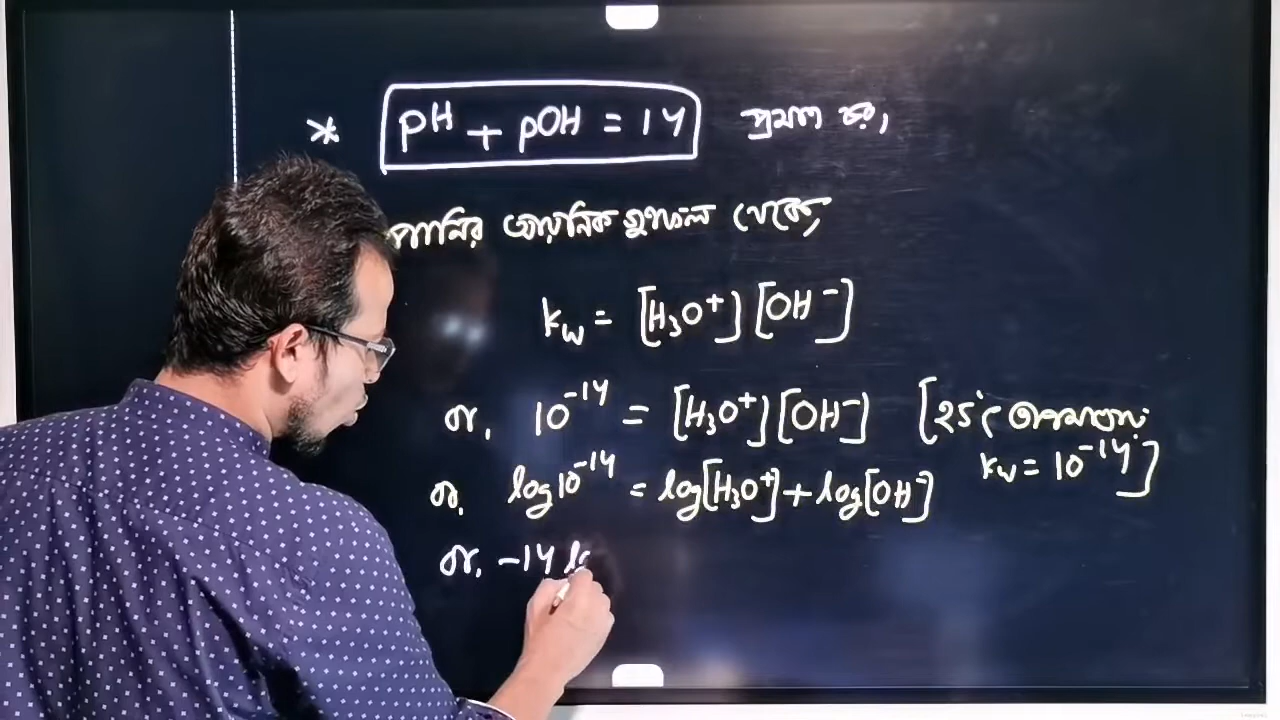 * pH + pOH = 14 প্রমাণ কর,
পানির আয়নিক গুণফল থেকে,
Kw = [H₃O⁺][OH⁻]
বা, 10⁻¹⁴ = [H₃O⁺][OH⁻] [25°C তাপমাত্রায়
Kw = 10⁻¹⁴]
বা, log10⁻¹⁴ = log[H₃O⁺] + log[OH⁻]
বা, -14 lo